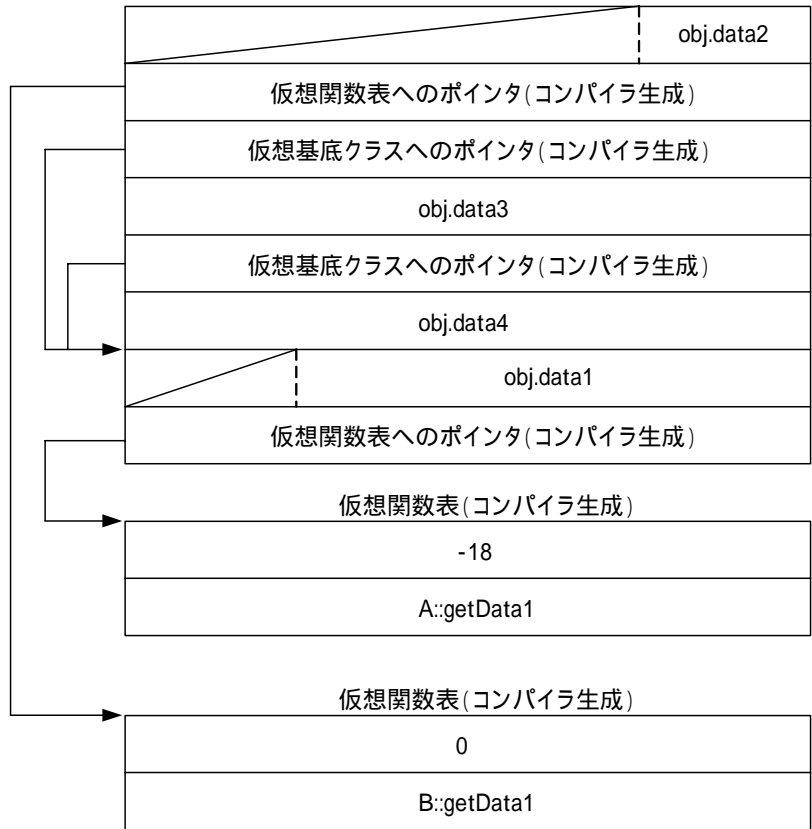 obj.data2
仮想関数表へのポインタ(コンパイラ生成)
仮想基底クラスへのポインタ(コンパイラ生成)
obj.data3
仮想基底クラスへのポインタ(コンパイラ生成)
obj.data4
obj.data1
仮想関数表へのポインタ(コンパイラ生成)
仮想関数表(コンパイラ生成)
-18
A::getData1
仮想関数表(コンパイラ生成)
0
B::getData1